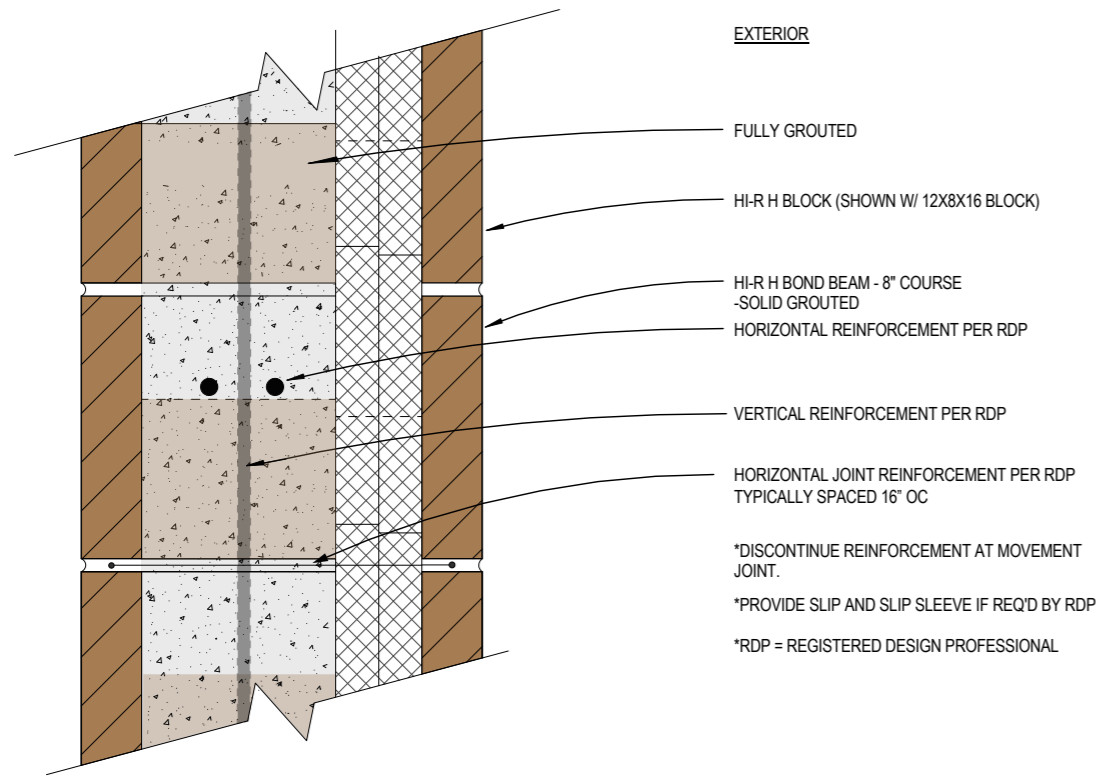 EXTERIOR
FULLY GROUTED
HI-R H BLOCK (SHOWN W/ 12X8X16 BLOCK)
HI-R H BOND BEAM - 8" COURSE
-SOLID GROUTED
HORIZONTAL REINFORCEMENT PER RDP
VERTICAL REINFORCEMENT PER RDP
HORIZONTAL JOINT REINFORCEMENT PER RDP
TYPICALLY SPACED 16" OC
*DISCONTINUE REINFORCEMENT AT MOVEMENT
JOINT.
*PROVIDE SLIP AND SLIP SLEEVE IF REQ'D BY RDP
*RDP = REGISTERED DESIGN PROFESSIONAL